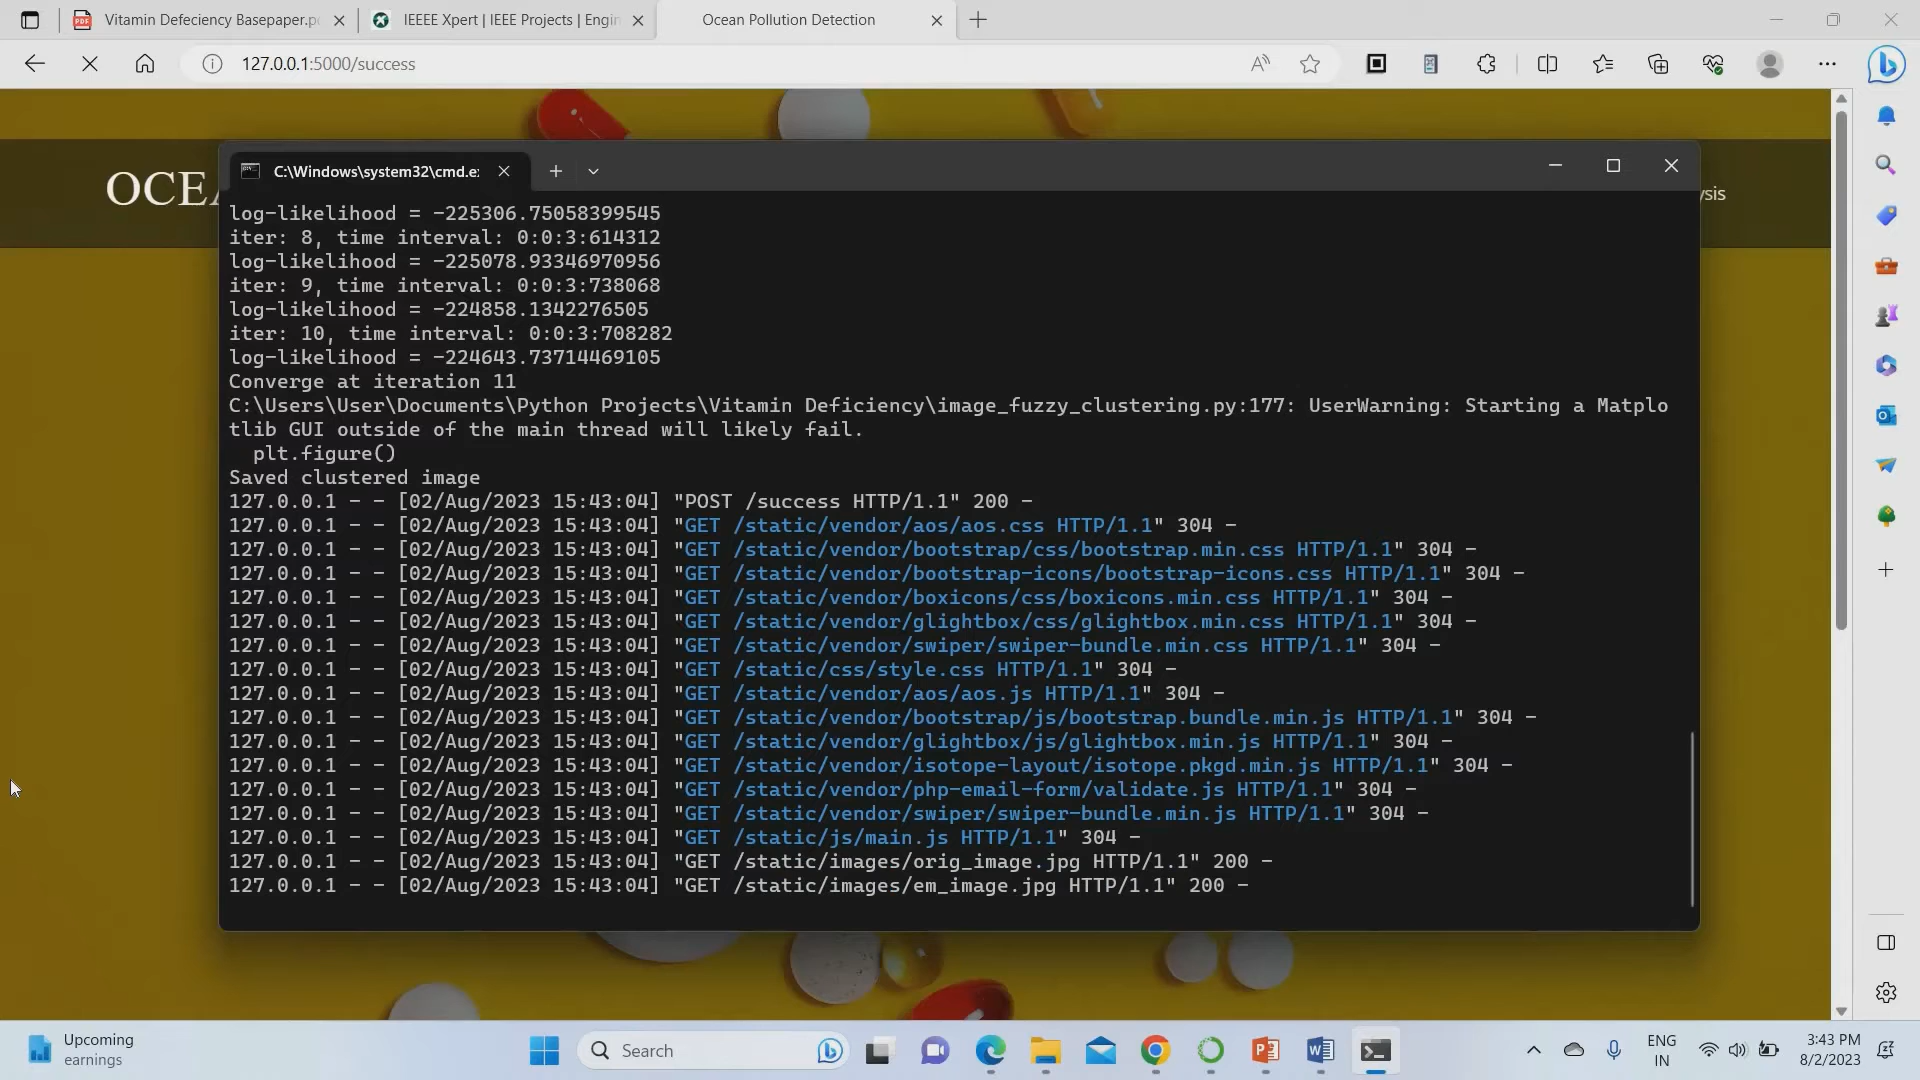 Vitamin Defeciency Basepaper.p
IEEEE Xpert | IEEE Projects | Engin
Ocean Pollution Detection
127.0.0.1:5000/success
OCEA
ysis
C:\Windows\system32\cmd.e:
log-likelihood = -225306.75058399545
iter: 8, time interval: 0:0:3:614312
log-likelihood = -225078.93346970956
iter: 9, time interval: 0:0:3:738068
log-likelihood = -224858.1342276505
iter: 10, time interval: 0:0:3:708282
log-likelihood = -224643.73714469105
Converge at iteration 11
C:\Users\User\Documents\Python Projects\Vitamin Deficiency\image_fuzzy_clustering.py:177: UserWarning: Starting a Matplo
tlib GUI outside of the main thread will likely fail.
plt.figure()
Saved clustered image
127.0.0.1 - - [02/Aug/2023 15:43:04] "POST /success HTTP/1.1" 200 -
127.0.0.1 - - [02/Aug/2023 15:43:04] "GET /static/vendor/aos/aos.css HTTP/1.1" 304 -
127.0.0.1 - - [02/Aug/2023 15:43:04] "GET /static/vendor/bootstrap/css/bootstrap.min.css HTTP/1.1" 304 -
127.0.0.1 - - [02/Aug/2023 15:43:04] "GET /static/vendor/bootstrap-icons/bootstrap-icons.css HTTP/1.1" 304 -
127.0.0.1 - - [02/Aug/2023 15:43:04] "GET /static/vendor/boxicons/css/boxicons.min.css HTTP/1.1" 304 -
127.0.0.1 - - [02/Aug/2023 15:43:04] "GET /static/vendor/glightbox/css/glightbox.min.css HTTP/1.1" 304 -
127.0.0.1 - - [02/Aug/2023 15:43:04] "GET /static/vendor/swiper/swiper-bundle.min.css HTTP/1.1" 304 -
127.0.0.1 - - [02/Aug/2023 15:43:04] "GET /static/css/style.css HTTP/1.1" 304 -
127.0.0.1 - - [02/Aug/2023 15:43:04] "GET /static/vendor/aos/aos.js HTTP/1.1" 304 -
127.0.0.1 - - [02/Aug/2023 15:43:04] "GET /static/vendor/bootstrap/js/bootstrap.bundle.min.js HTTP/1.1" 304 -
127.0.0.1 - - [02/Aug/2023 15:43:04] "GET /static/vendor/glightbox/js/glightbox.min.js HTTP/1.1" 304 -
127.0.0.1 - - [02/Aug/2023 15:43:04] "GET /static/vendor/isotope-layout/isotope.pkgd.min.js HTTP/1.1" 304 -
127.0.0.1 - - [02/Aug/2023 15:43:04] "GET /static/vendor/php-email-form/validate.js HTTP/1.1" 304 -
127.0.0.1 - - [02/Aug/2023 15:43:04] "GET /static/vendor/swiper/swiper-bundle.min.js HTTP/1.1" 304 -
127.0.0.1 - - [02/Aug/2023 15:43:04] "GET /static/js/main.js HTTP/1.1" 304 -
127.0.0.1 - - [02/Aug/2023 15:43:04] "GET /static/images/orig_image.jpg HTTP/1.1" 200 -
127.0.0.1 - - [02/Aug/2023 15:43:04] "GET /static/images/em_image.jpg HTTP/1.1" 200 -
Upcoming
earnings
Search
ENG
IN
3:43 PM
8/2/2023